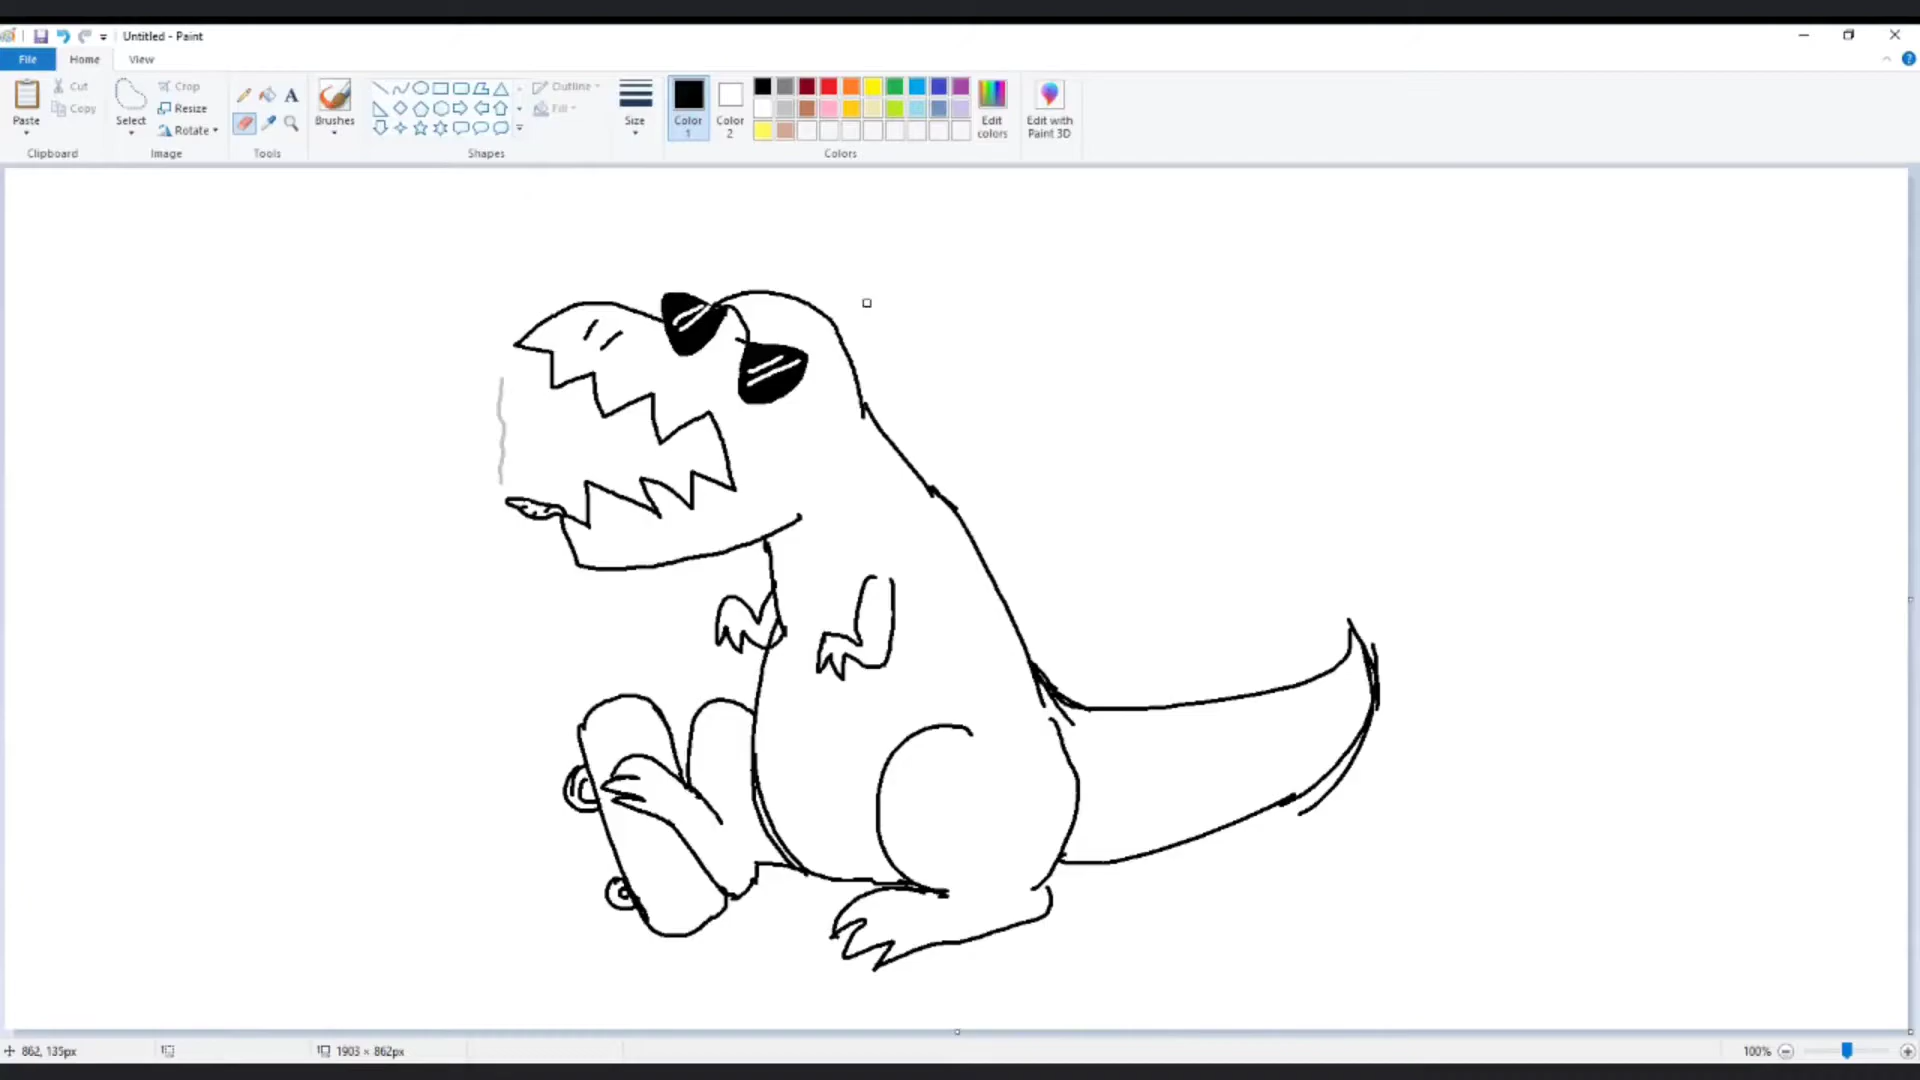 Untitled - Paint
File
Home
View
Paste
Cut
Copy
Clipboard
Select
Crop
Resize
Rotate
Image
A
Tools
Brushes
Outline
Fill
Shapes
Size
Color 1
Color 2
Colors
Edit colors
Edit with Paint 3D
862, 135px
1903 × 862px
100%